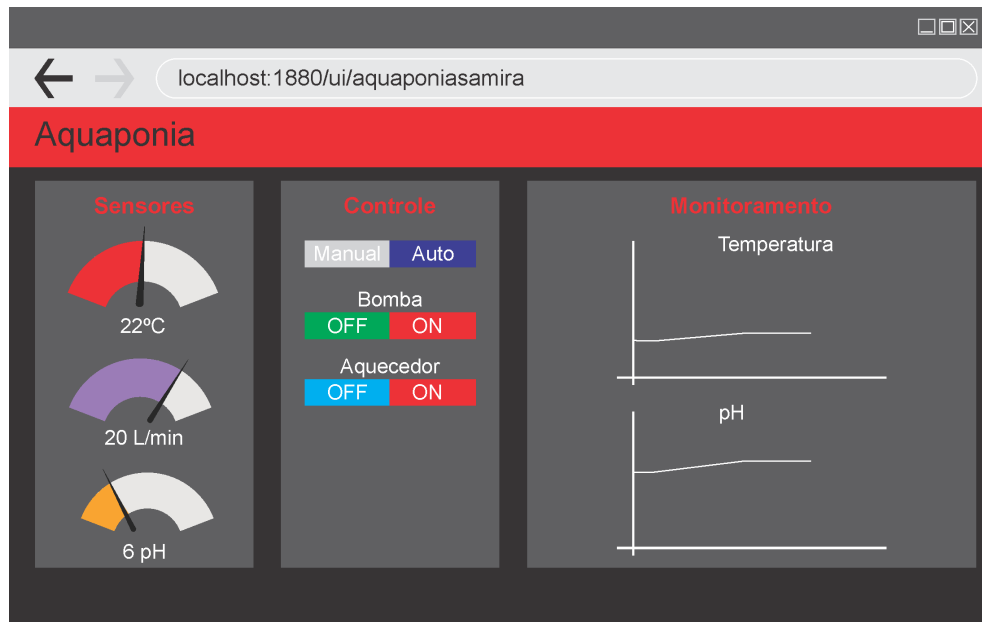 localhost:1880/ui/aquaponiasamira
Aquaponia
Sensores
22ºC
20 L/min
6 pH
Controle
Manual Auto
Bomba
OFF ON
Aquecedor
OFF ON
Monitoramento
Temperatura
pH